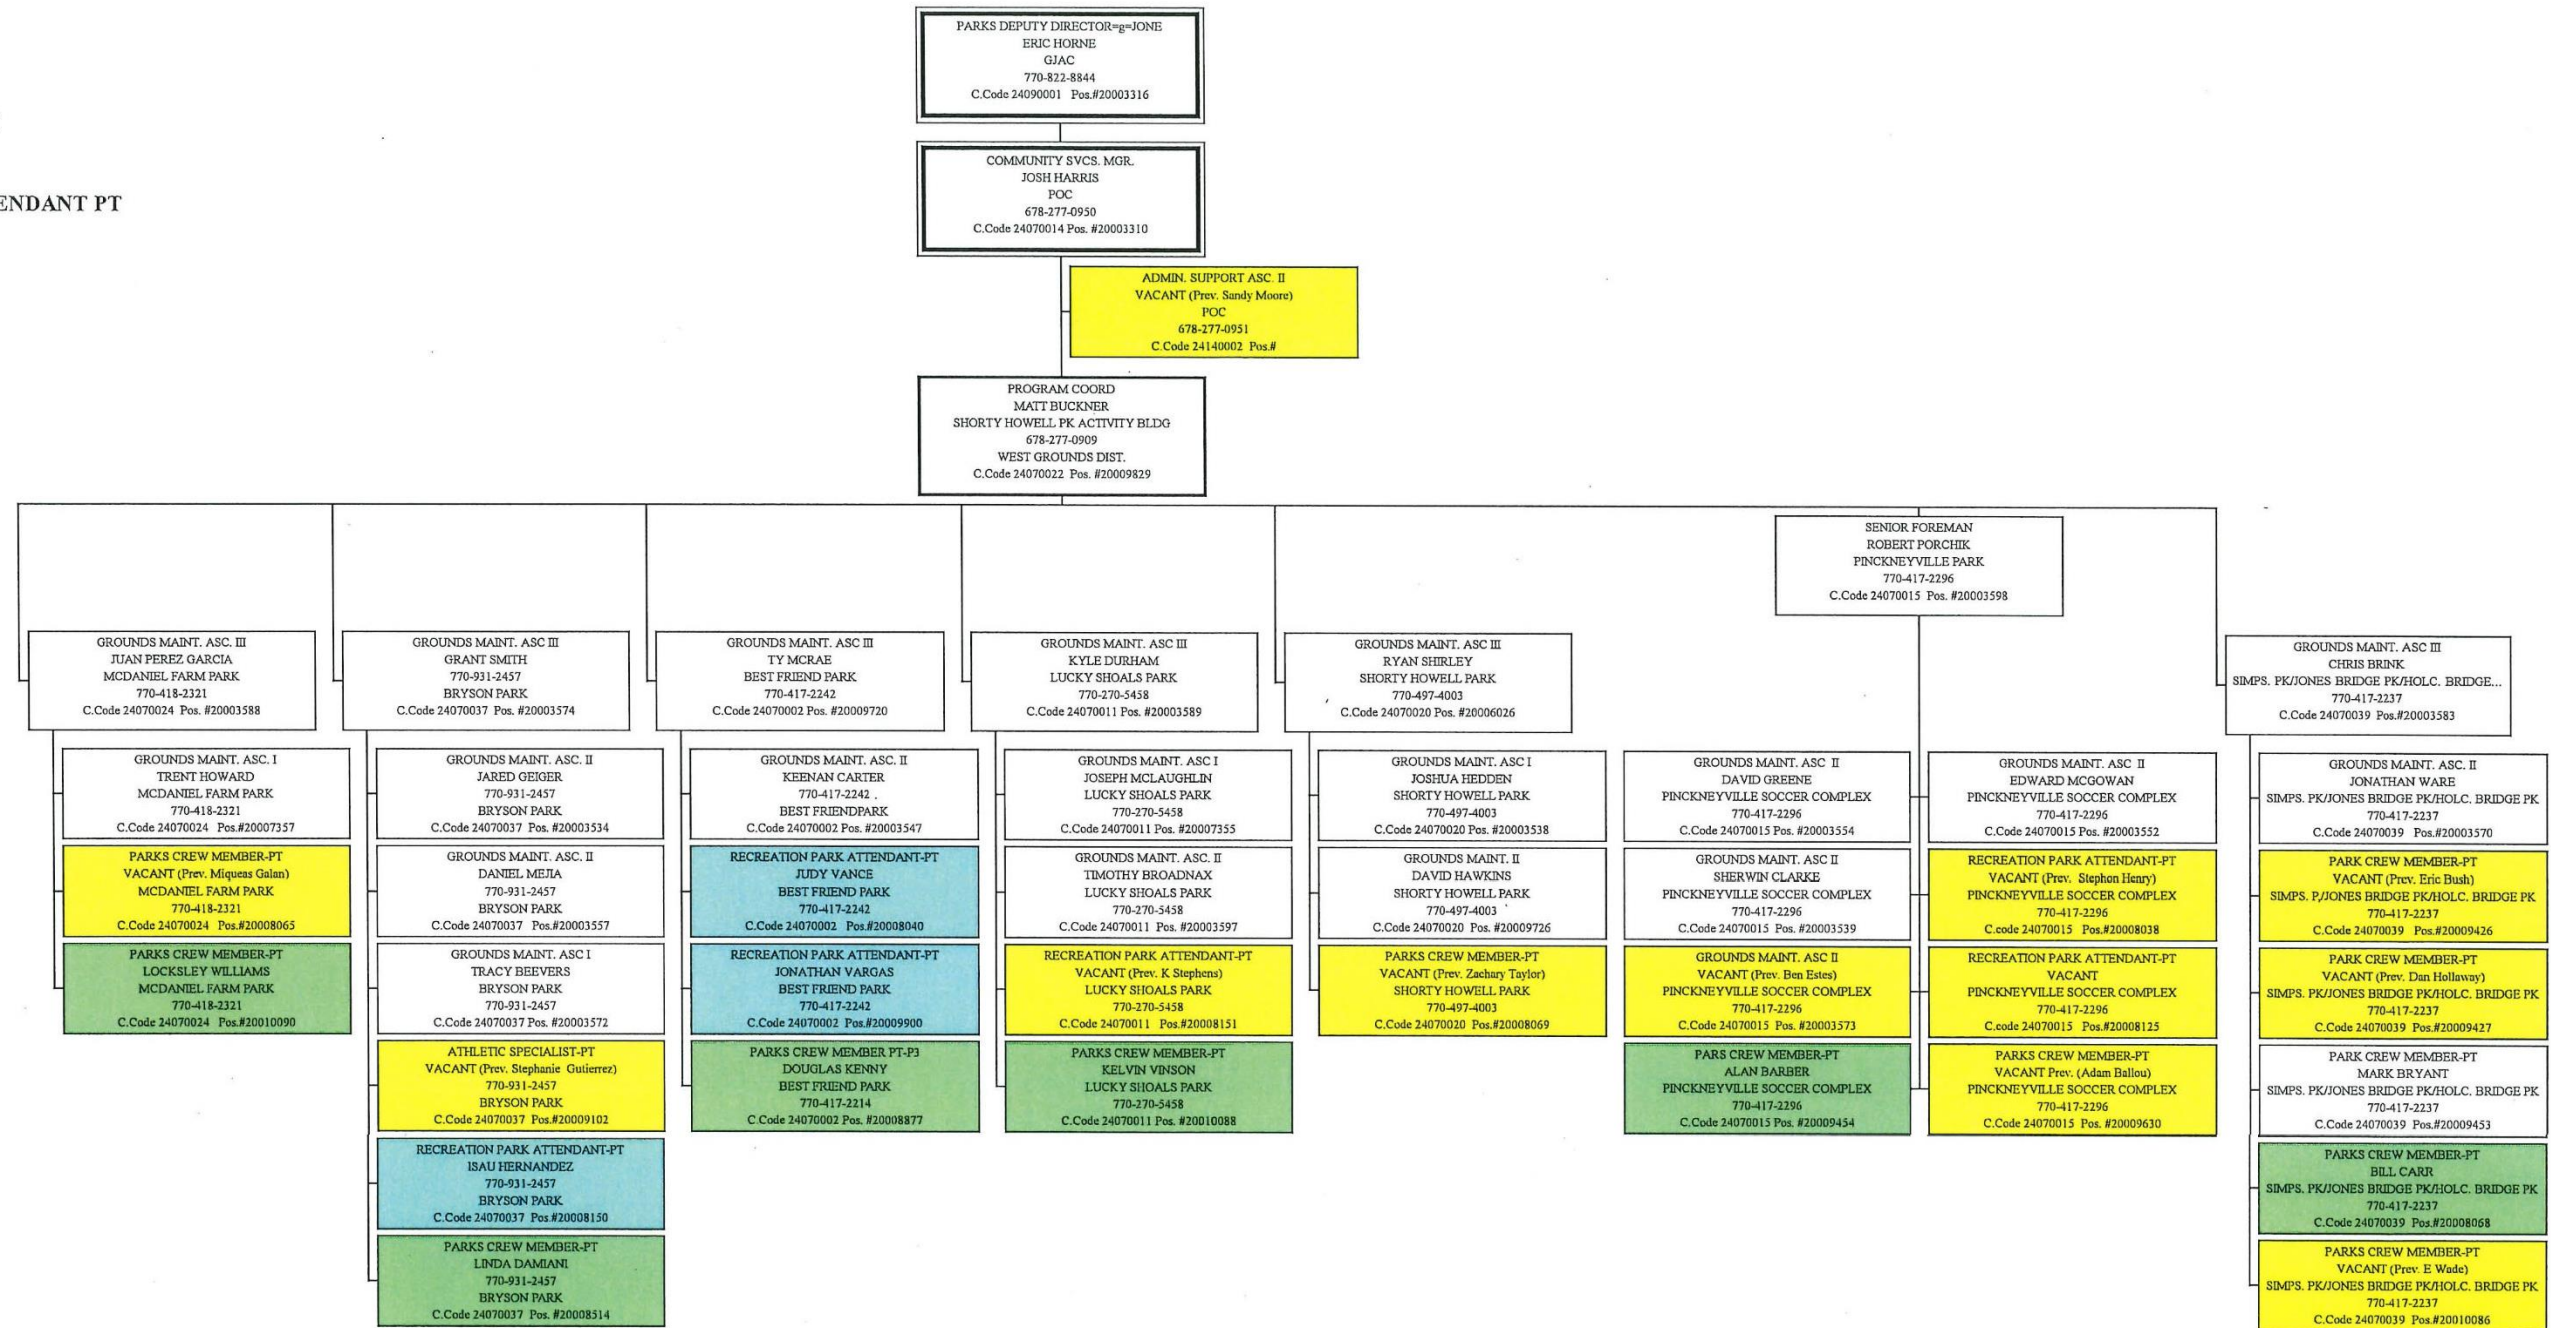 ENDANT PT
PARKS DEPUTY DIRECTOR=g=JONE
ERIC HORNE
GJAC
770-822-8844
C.Code 24090001 Pos.#20003316
COMMUNITY SVCS. MGR.
JOSH HARRIS
POC
678-277-0950
C.Code 24070014 Pos. #20003310
ADMIN. SUPPORT ASC. II
VACANT (Prev. Sandy Moore)
POC
678-277-0951
C.Code 24140002 Pos.#
PROGRAM COORD
MATT BUCKNER
SHORTY HOWELL PK ACTIVITY BLDG
678-277-0909
WEST GROUNDS DIST.
C.Code 24070022 Pos. #20009829
SENIOR FOREMAN
ROBERT PORCHIK
PINCKNEYVILLE PARK
770-417-2296
C.Code 24070015 Pos. #20003598
GROUNDS MAINT. ASC. III
JUAN PEREZ GARCIA
MCDANIEL FARM PARK
770-418-2321
C.Code 24070024 Pos. #20003588
GROUNDS MAINT. ASC III
GRANT SMITH
770-931-2457
BRYSON PARK
C.Code 24070037 Pos. #20003574
GROUNDS MAINT. ASC III
TY MCRAE
BEST FRIEND PARK
770-417-2242
C.Code 24070002 Pos. #20009720
GROUNDS MAINT. ASC III
KYLE DURHAM
LUCKY SHOALS PARK
770-270-5458
C.Code 24070011 Pos. #20003589
GROUNDS MAINT. ASC III
RYAN SHIRLEY
SHORTY HOWELL PARK
770-497-4003
C.Code 24070020 Pos. #20006026
GROUNDS MAINT. ASC III
CHRIS BRINK
SIMPS. PK/JONES BRIDGE PK/HOLC. BRIDGE...
770-417-2237
C.Code 24070039 Pos.#20003583
GROUNDS MAINT. ASC. I
TRENT HOWARD
MCDANIEL FARM PARK
770-418-2321
C.Code 24070024 Pos.#20007357
PARKS CREW MEMBER-PT
VACANT (Prev. Miqueas Galan)
MCDANIEL FARM PARK
770-418-2321
C.Code 24070024 Pos.#20008065
PARKS CREW MEMBER-PT
LOCKSLEY WILLIAMS
MCDANIEL FARM PARK
770-418-2321
C.Code 24070024 Pos.#20010090
GROUNDS MAINT. ASC. II
JARED GEIGER
770-931-2457
BRYSON PARK
C.Code 24070037 Pos. #20003534
GROUNDS MAINT. ASC. II
DANIEL MEJIA
770-931-2457
BRYSON PARK
C.Code 24070037 Pos. #20003557
GROUNDS MAINT. ASC I
TRACY BEEVERS
BRYSON PARK
770-931-2457
C.Code 24070037 Pos. #20003572
ATHLETIC SPECIALIST-PT
VACANT (Prev. Stephanie Gutierrez)
770-931-2457
BRYSON PARK
C.Code 24070037 Pos.#20009102
RECREATION PARK ATTENDANT-PT
ISAU HERNANDEZ
770-931-2457
BRYSON PARK
C.Code 24070037 Pos.#20008150
PARKS CREW MEMBER-PT
LINDA DAMIANI
770-931-2457
BRYSON PARK
C.Code 24070037 Pos. #20008514
GROUNDS MAINT. ASC. II
KEENAN CARTER
770-417-2242 .
BEST FRIENDPARK
C.Code 24070002 Pos. #20003547
RECREATION PARK ATTENDANT-PT
JUDY VANCE
BEST FRIEND PARK
770-417-2242
C.Code 24070002 Pos.#20008040
RECREATION PARK ATTENDANT-PT
JONATHAN VARGAS
BEST FRIEND PARK
770-417-2242
C.Code 24070002 Pos.#20009900
PARKS CREW MEMBER PT-P3
DOUGLAS KENNY
BEST FRIEND PARK
770-417-2214
C.Code 24070002 Pos. #20008877
GROUNDS MAINT. ASC I
JOSEPH MCLAUGHLIN
LUCKY SHOALS PARK
770-270-5458
C.Code 24070011 Pos. #20007355
GROUNDS MAINT. ASC. II
TIMOTHY BROADNAX
LUCKY SHOALS PARK
770-270-5458
C.Code 24070011 Pos. #20003597
RECREATION PARK ATTENDANT-PT
VACANT (Prev. K Stephens)
LUCKY SHOALS PARK
770-270-5458
C.Code 24070011 Pos. #20008151
PARKS CREW MEMBER-PT
KELVIN VINSON
LUCKY SHOALS PARK
770-270-5458
C.Code 24070011 Pos. #20010088
GROUNDS MAINT. ASC I
JOSHUA HEDDEN
SHORTY HOWELL PARK
770-497-4003
C.Code 24070020 Pos. #20003538
GROUNDS MAINT. II
DAVID HAWKINS
SHORTY HOWELL PARK
770-497-4003
C.Code 24070020 Pos. #20009726
PARKS CREW MEMBER-PT
VACANT (Prev. Zachary Taylor)
SHORTY HOWELL PARK
770-497-4003
C.Code 24070020 Pos. #20008069
GROUNDS MAINT. ASC II
DAVID GREENE
PINCKNEYVILLE SOCCER COMPLEX
770-417-2296
C.Code 24070015 Pos. #20003554
GROUNDS MAINT. ASC II
SHERWIN CLARKE
PINCKNEYVILLE SOCCER COMPLEX
770-417-2296
C.Code 24070015 Pos. #20003539
GROUNDS MAINT. ASC II
VACANT (Prev. Ben Estes)
PINCKNEYVILLE SOCCER COMPLEX
770-417-2296
C.Code 24070015 Pos. #20003573
PARS CREW MEMBER-PT
ALAN BARBER
PINCKNEYVILLE SOCCER COMPLEX
770-417-2296
C.Code 24070015 Pos. #20009454
GROUNDS MAINT. ASC II
EDWARD MCGOWAN
PINCKNEYVILLE SOCCER COMPLEX
770-417-2296
C.Code 24070015 Pos. #20003552
RECREATION PARK ATTENDANT-PT
VACANT (Prev. Stephon Henry)
PINCKNEYVILLE SOCCER COMPLEX
770-417-2296
C.code 24070015 Pos.#20008038
RECREATION PARK ATTENDANT-PT
VACANT
PINCKNEYVILLE SOCCER COMPLEX
770-417-2296
C.code 24070015 Pos.#20008125
PARKS CREW MEMBER-PT
VACANT Prev. (Adam Ballou)
PINCKNEYVILLE SOCCER COMPLEX
770-417-2296
C.Code 24070015 Pos. #20009630
GROUNDS MAINT. ASC. II
JONATHAN WARE
SIMPS. PK/JONES BRIDGE PK/HOLC. BRIDGE PK
770-417-2237
C.Code 24070039 Pos.#20003570
PARK CREW MEMBER-PT
VACANT (Prev. Eric Bush)
SIMPS. P,/JONES BRIDGE PK/HOLC. BRIDGE PK
770-417-2237
C.Code 24070039 Pos.#20009426
PARK CREW MEMBER-PT
VACANT (Prev. Dan Hollaway)
SIMPS. PK/JONES BRIDGE PK/HOLC. BRIDGE PK
770-417-2237
C.Code 24070039 Pos.#20009427
PARK CREW MEMBER-PT
MARK BRYANT
SIMPS. PK/JONES BRIDGE PK/HOLC. BRIDGE PK
770-417-2237
C.Code 24070039 Pos.#20009453
PARKS CREW MEMBER-PT
BILL CARR
SIMPS. PK/JONES BRIDGE PK/HOLC. BRIDGE PK
770-417-2237
C.Code 24070039 Pos.#20008068
PARKS CREW MEMBER-PT
VACANT (Prev. E Wade)
SIMPS. PK/JONES BRIDGE PK/HOLC. BRIDGE PK
770-417-2237
C.Code 24070039 Pos.#20010086